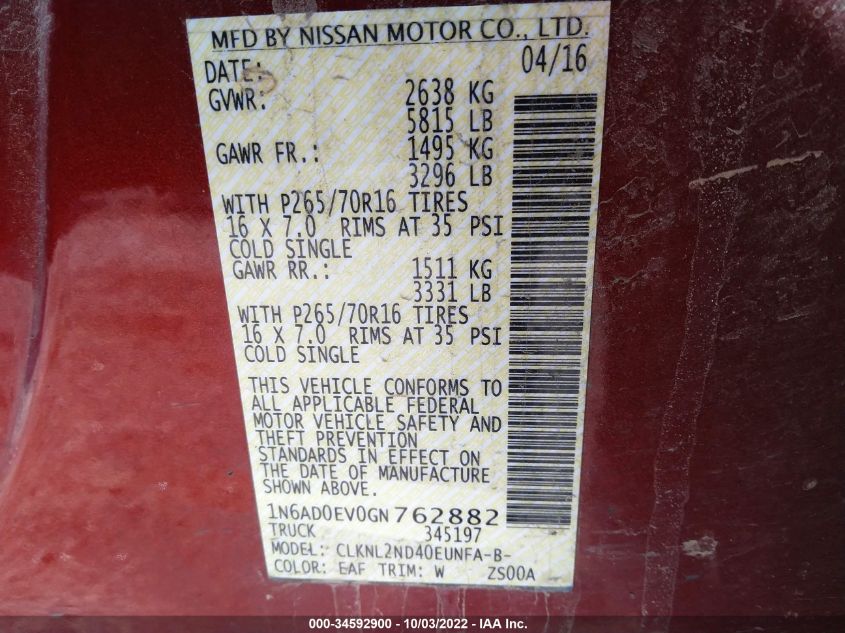 MFD BY NISSAN MOTOR CO., LTD.
DATE: 04/16
GVWR: 2638 KG
5815 LB
GAWR FR.: 1495 KG
3296 LB
WITH P265/70R16 TIRES
16 X 7.0 RIMS AT 35 PSI
COLD SINGLE
GAWR RR.: 1511 KG
3331 LB
WITH P265/70R16 TIRES
16 X 7.0 RIMS AT 35 PSI
COLD SINGLE
THIS VEHICLE CONFORMS TO
ALL APPLICABLE FEDERAL
MOTOR VEHICLE SAFETY AND
THEFT PREVENTION
STANDARDS IN EFFECT ON
THE DATE OF MANUFACTURE
SHOWN ABOVE.
1N6AD0EV0GN762882
TRUCK 345197
MODEL: CLKNL2ND40EUNFA-B-
COLOR: EAF TRIM: W ZS00A
000-34592900 - 10/03/2022 - IAA Inc.